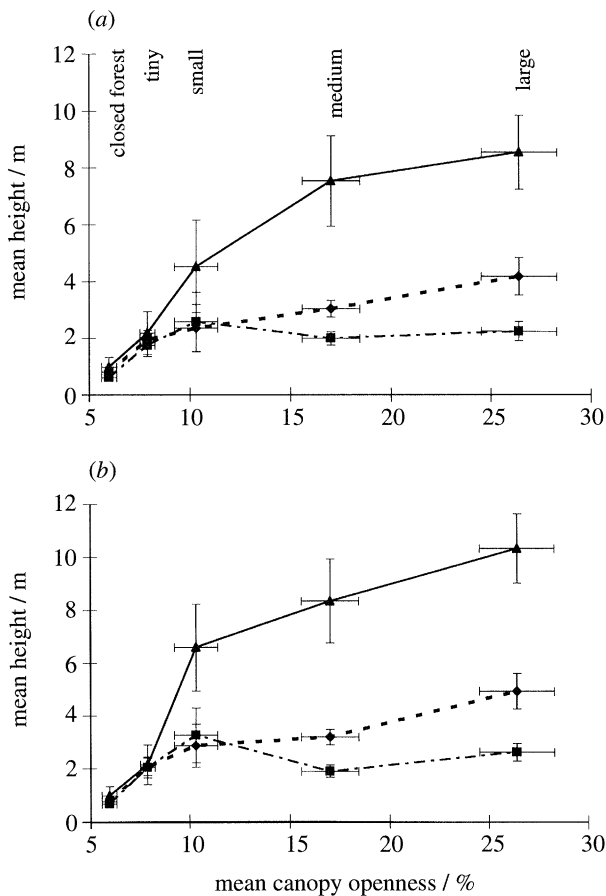 (a)
12
10
8
6
4
2
0
mean height / m
closed forest
tiny
small
medium
large
5
10
15
20
25
30
(b)
12
10
8
6
4
2
0
mean height / m
5
10
15
20
25
30
mean canopy openness / %